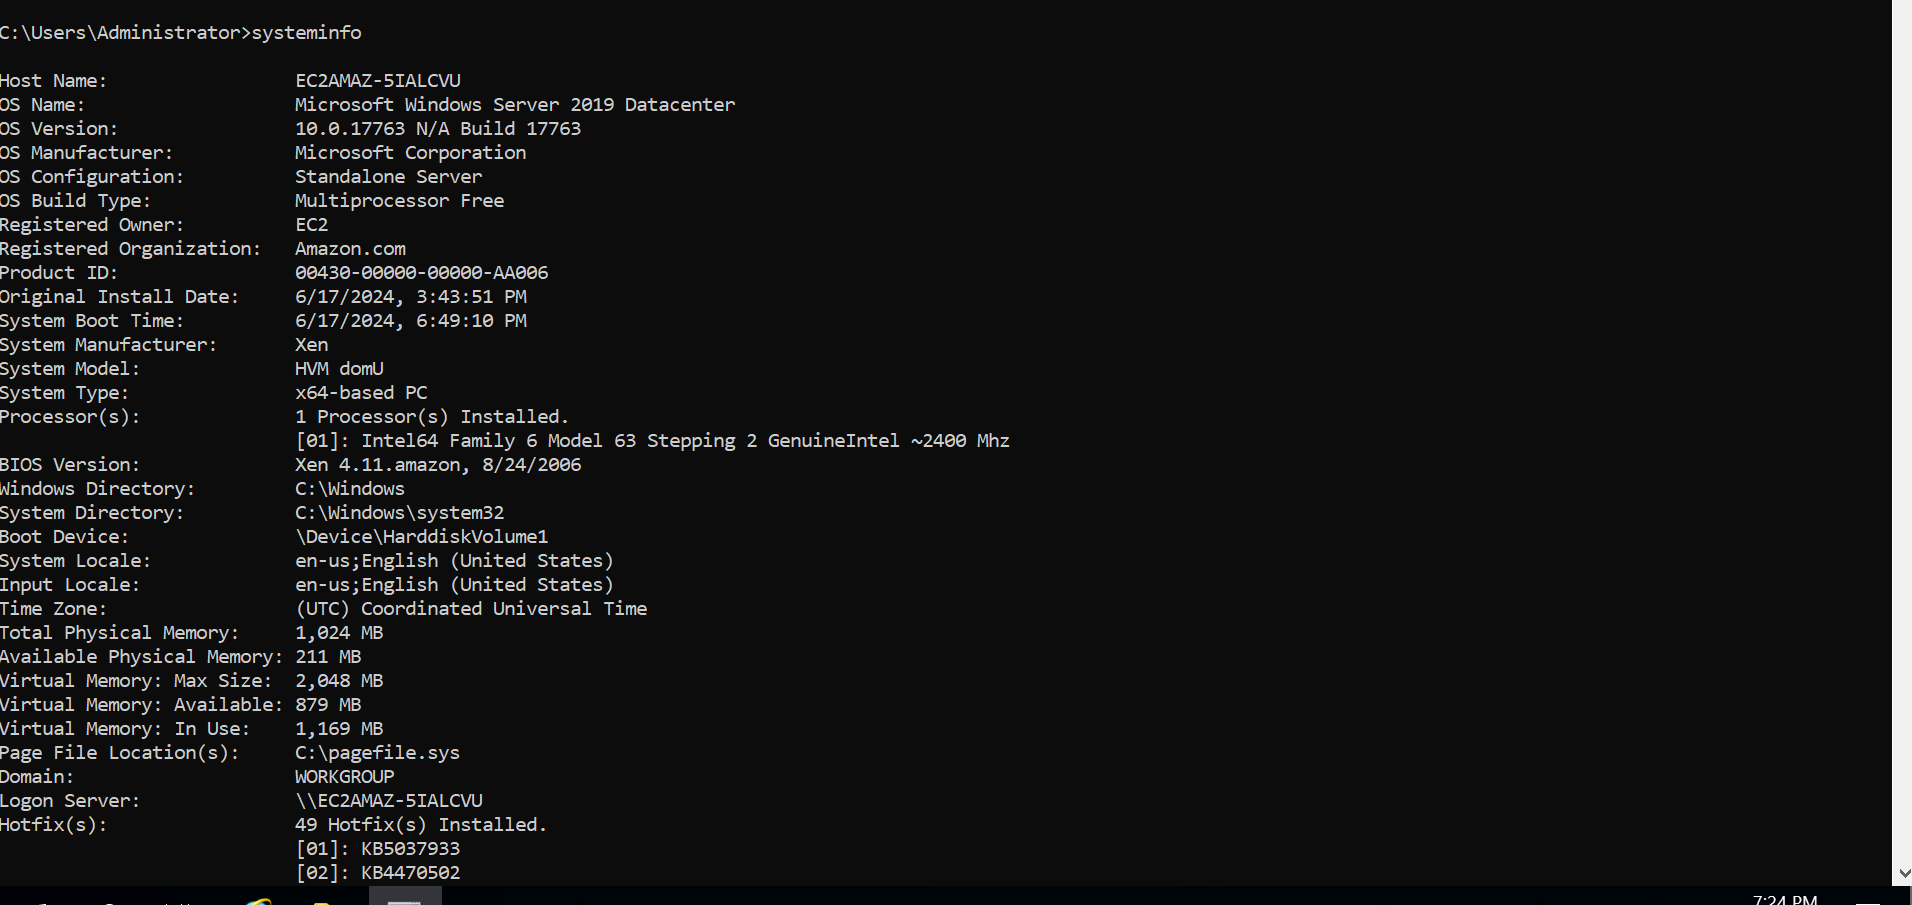 C:\Users\Administrator>systeminfo
Host Name: EC2AMAZ-5IALCVU
OS Name: Microsoft Windows Server 2019 Datacenter
OS Version: 10.0.17763 N/A Build 17763
OS Manufacturer: Microsoft Corporation
OS Configuration: Standalone Server
OS Build Type: Multiprocessor Free
Registered Owner: EC2
Registered Organization: Amazon.com
Product ID: 00430-00000-00000-AA006
Original Install Date: 6/17/2024, 3:43:51 PM
System Boot Time: 6/17/2024, 6:49:10 PM
System Manufacturer: Xen
System Model: HVM domU
System Type: x64-based PC
Processor(s): 1 Processor(s) Installed.
[01]: Intel64 Family 6 Model 63 Stepping 2 GenuineIntel ~2400 Mhz
BIOS Version: Xen 4.11.amazon, 8/24/2006
Windows Directory: C:\Windows
System Directory: C:\Windows\system32
Boot Device: \Device\HarddiskVolume1
System Locale: en-us;English (United States)
Input Locale: en-us;English (United States)
Time Zone: (UTC) Coordinated Universal Time
Total Physical Memory: 1,024 MB
Available Physical Memory: 211 MB
Virtual Memory: Max Size: 2,048 MB
Virtual Memory: Available: 879 MB
Virtual Memory: In Use: 1,169 MB
Page File Location(s): C:\pagefile.sys
Domain: WORKGROUP
Logon Server: \\EC2AMAZ-5IALCVU
Hotfix(s): 49 Hotfix(s) Installed.
[01]: KB5037933
[02]: KB4470502
7:24 PM